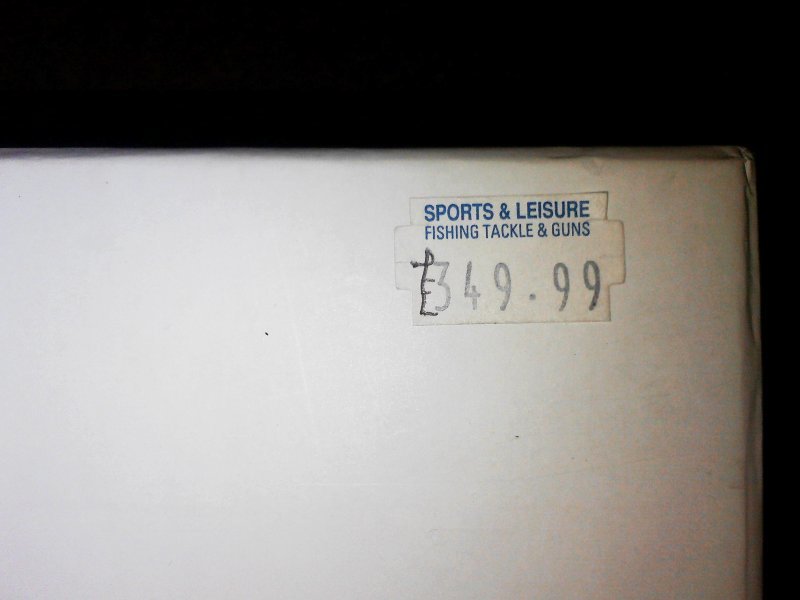 SPORTS & LEISURE
FISHING TACKLE & GUNS
£349.99